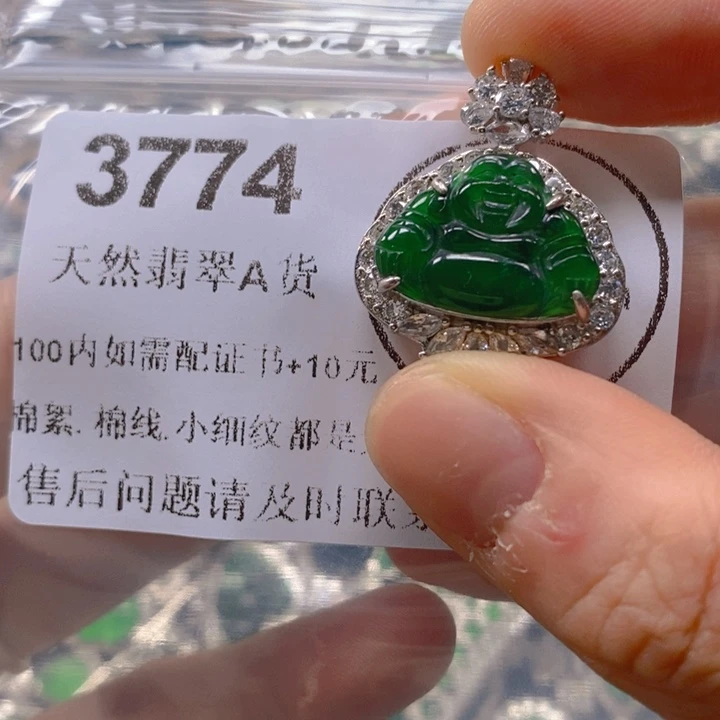 3774
天然翡翠A货
100内如需配证书+10元
棉絮.棉线.小细纹都是
售后问题请及时联系